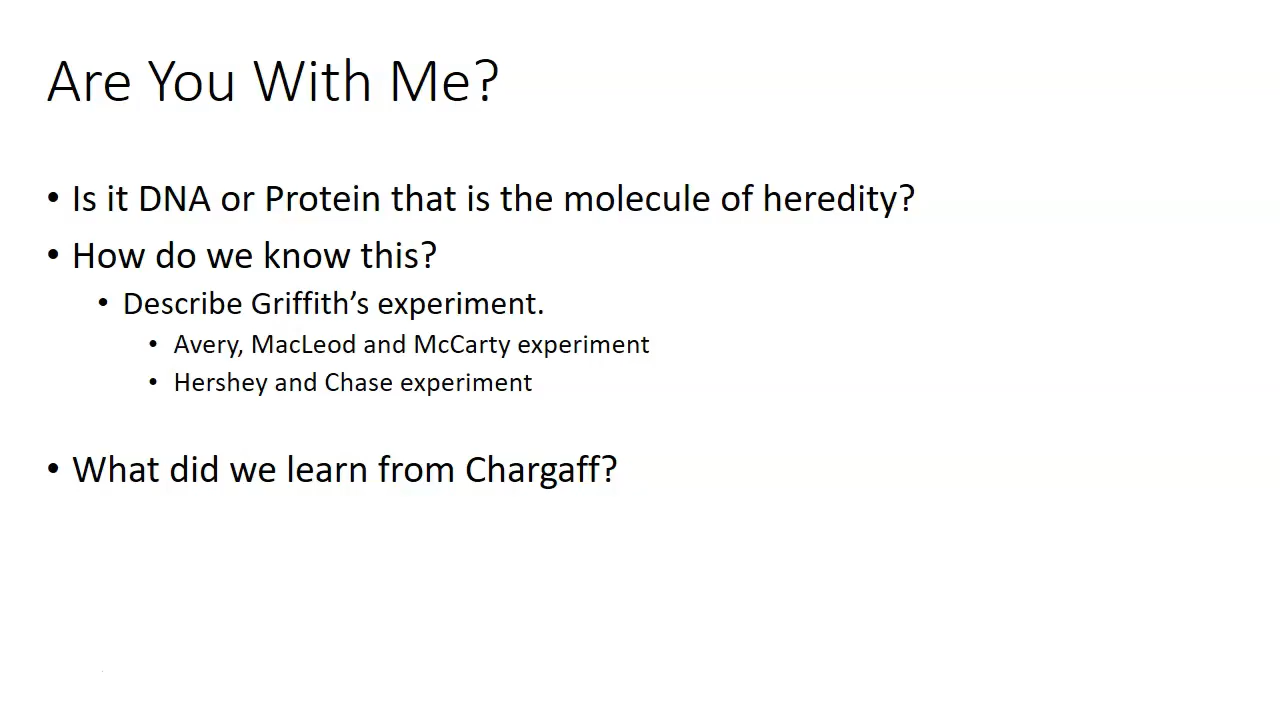 Are You With Me?
• Is it DNA or Protein that is the molecule of heredity?
• How do we know this?
• Describe Griffith’s experiment.
• Avery, MacLeod and McCarty experiment
• Hershey and Chase experiment
• What did we learn from Chargaff?